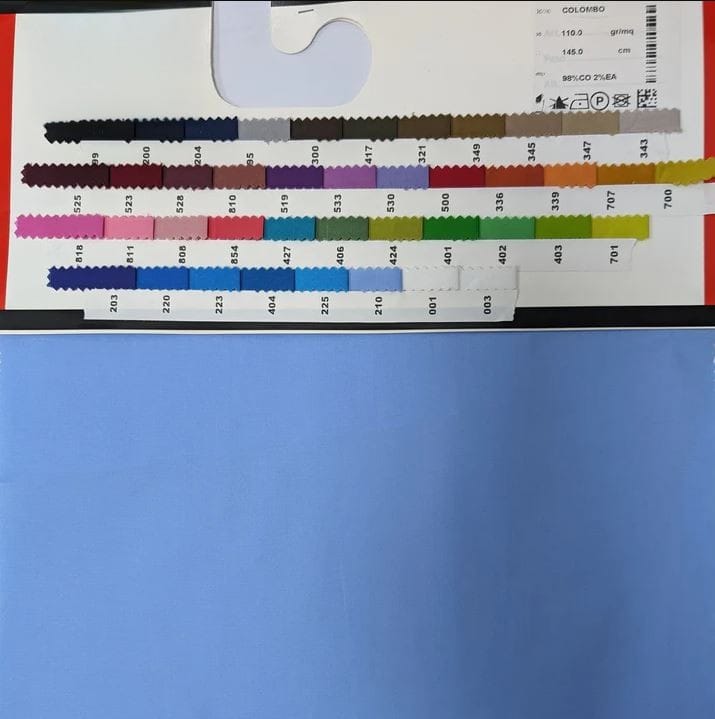 COLOMBO
110.0 gr/mq
145.0 cm
98%CO 2%EA
P
99 200 204 95 300 417 321 349 345 347 343
525 523 528 810 519 533 530 500 336 339 707 700
818 811 808 854 427 406 424 401 402 403 701
203 220 223 404 225 210 001 003